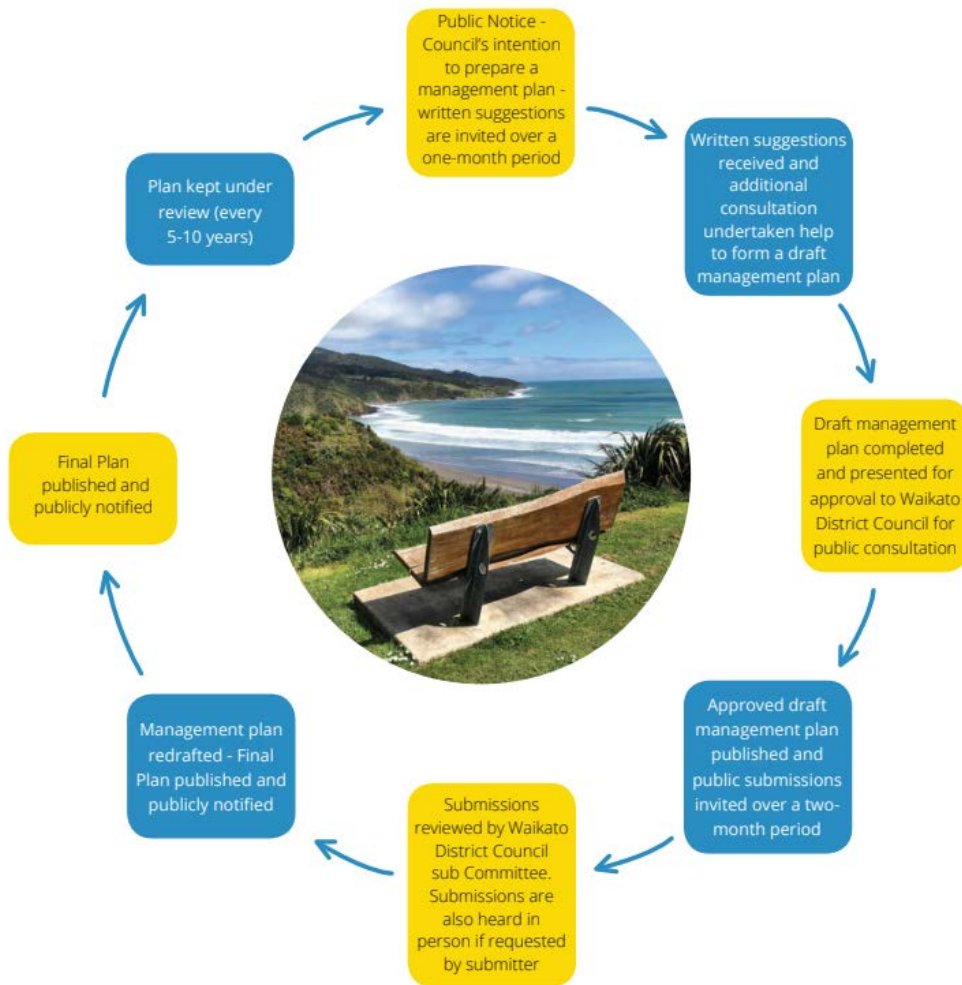 Public Notice -
Council's intention
to prepare a
management plan -
written suggestions
are invited over a
one-month period
Written suggestions
received and
additional
consultation
undertaken help
to form a draft
management plan
Draft management
plan completed
and presented for
approval to Waikato
District Council for
public consultation
Approved draft
management plan
published and
public submissions
invited over a two-
month period
Submissions
reviewed by Waikato
District Council
sub Committee.
Submissions are
also heard in
person if requested
by submitter
Management plan
redrafted - Final
Plan published and
publicly notified
Final Plan
published and
publicly notified
Plan kept under
review (every
5-10 years)